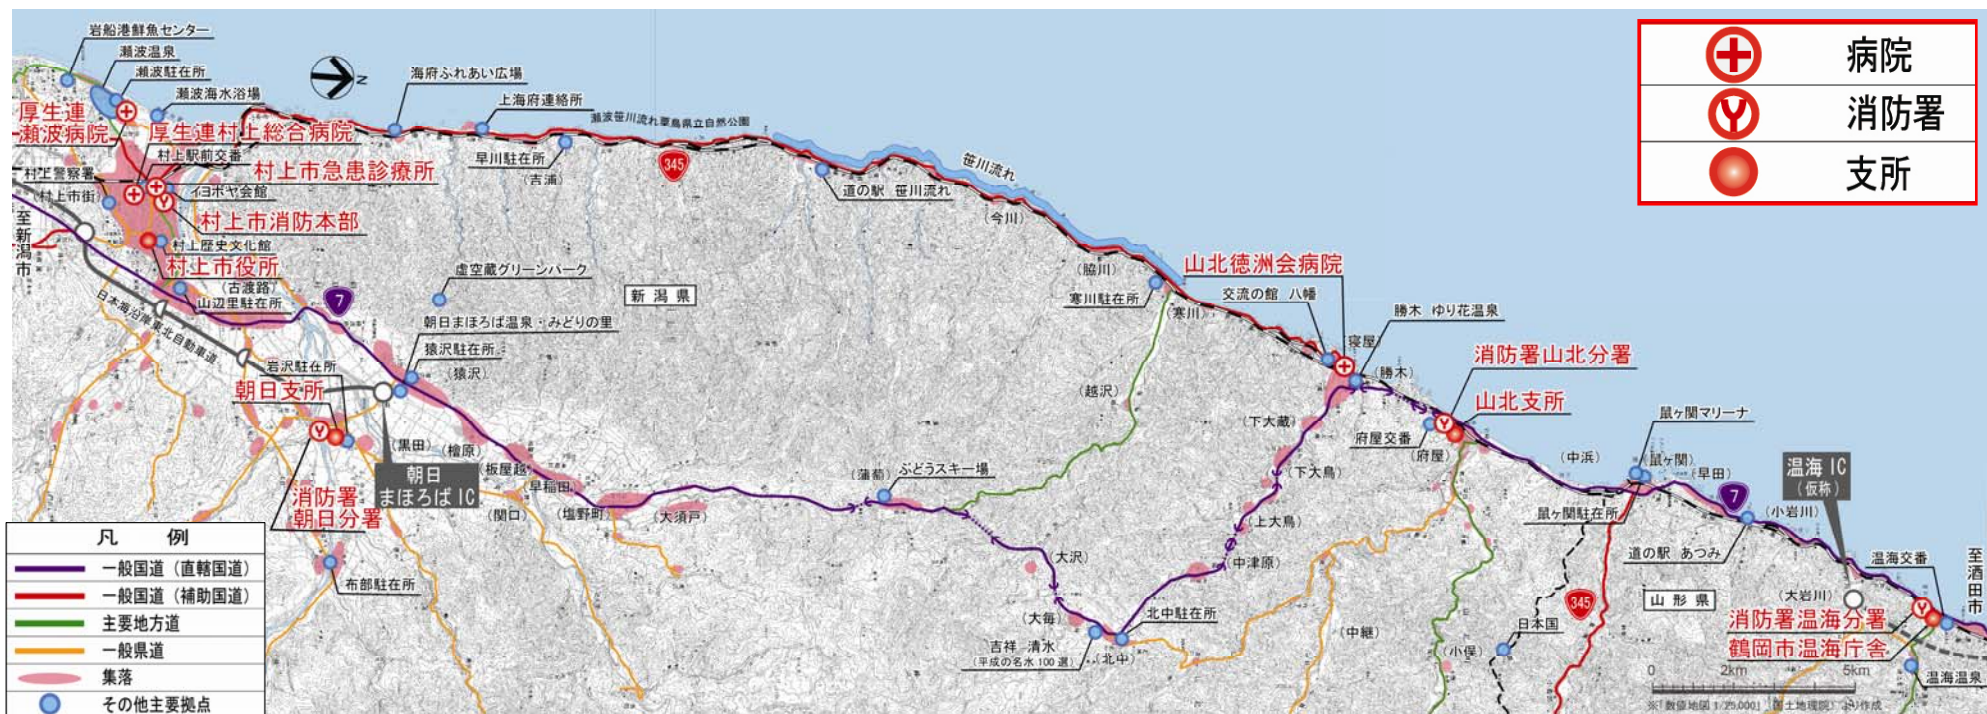 岩船港鮮魚センター
瀬波温泉
瀬波駐在所
瀬波海水浴場
厚生連
瀬波病院
厚生連村上総合病院
村上駅前交番
村上市急患診療所
村上警察署
(村上市街)
イヨボヤ会館
村上市消防本部
村上歴史文化館
村上市役所
(古渡路)
山辺里駐在所
至新潟市
日本海沿岸東北自動車道
7
N
海府ふれあい広場
上海府連絡所
瀬波笹川流れ粟島県立自然公園
早川駐在所
(吉浦)
345
道の駅 笹川流れ
笹川流れ
(今川)
(脇川)
寒川駐在所
(寒川)
新潟県
虚空蔵グリーンパーク
朝日まほろば温泉・みどりの里
猿沢駐在所
(猿沢)
岩沢駐在所
朝日支所
(黒田)
(檜原)
(板屋越)
早稲田
朝日
まほろばIC
消防署
朝日分署
(関口)
(塩野町)
(大須戸)
布部駐在所
(蒲萄)
ぶどうスキー場
(越沢)
(大沢)
(大毎)
吉祥 清水
(平成の名水100選)
(北中)
北中駐在所
(中津原)
(上大鳥)
(下大鳥)
(下大蔵)
山北徳洲会病院
交流の館 八幡
寝屋)
勝木 ゆり花温泉
(勝木)
消防署山北分署
山北支所
府屋交番
(府屋)
(中継)
(小俣)
日本国
345
(中浜)
鼠ヶ関マリーナ
(鼠ヶ関)
(早田)
鼠ヶ関駐在所
7
(小岩川)
道の駅 あつみ
温海IC
(仮称)
山形県
(大岩川)
温海交番
至酒田市
消防署温海分署
鶴岡市温海庁舎
温海温泉
0 2km 5km
※「数値地図 1/25,000」(国土地理院)より作成
病院
消防署
支所
凡 例
一般国道(直轄国道)
一般国道(補助国道)
主要地方道
一般県道
集落
その他主要拠点